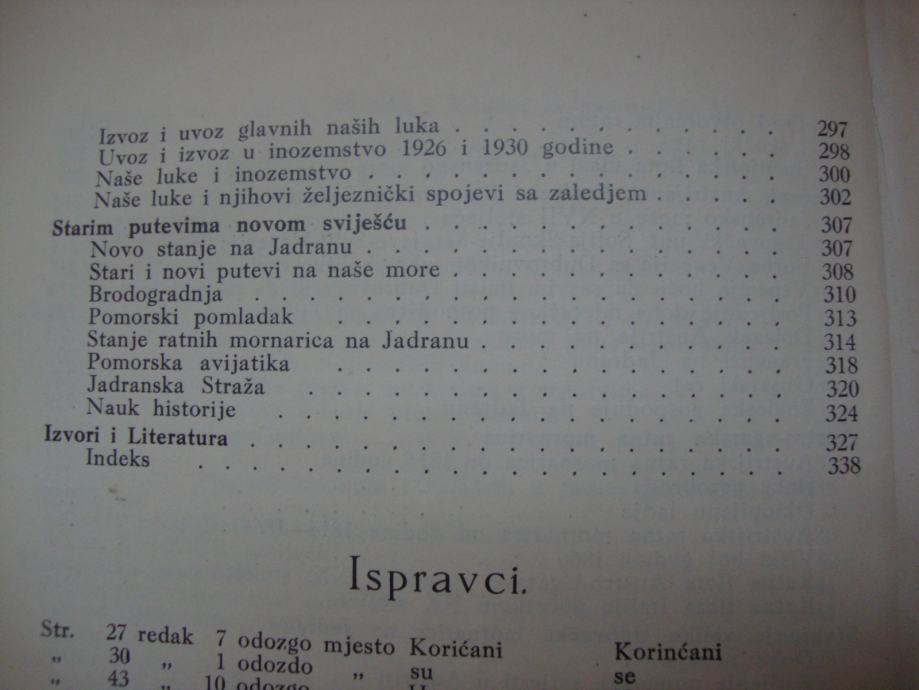 Izvoz i uvoz glavnih naših luka . . . . . . . . . . . . . . 297
Uvoz i izvoz u inozemstvo 1926 i 1930 godine . . . . . . . 298
Naše luke i inozemstvo . . . . . . . . . . . . . . . . . . 300
Naše luke i njihovi željeznički spojevi sa zaledjem . . . . . . 302
Starim putevima novom sviješću . . . . . . . . . . . . . . . 307
Novo stanje na Jadranu . . . . . . . . . . . . . . . . . . 307
Stari i novi putevi na naše more . . . . . . . . . . . . . . 308
Brodogradnja . . . . . . . . . . . . . . . . . . . . . . 310
Pomorski pomladak . . . . . . . . . . . . . . . . . . . 313
Stanje ratnih mornarica na Jadranu . . . . . . . . . . . . . 314
Pomorska avijatika . . . . . . . . . . . . . . . . . . . 318
Jadranska Straža . . . . . . . . . . . . . . . . . . . 320
Nauk historije . . . . . . . . . . . . . . . . . . . . 324
Izvori i Literatura . . . . . . . . . . . . . . . . . . . . . 327
Indeks . . . . . . . . . . . . . . . . . . . . . . . . 338
Ispravci.
Str. 27 redak 7 odozgo mjesto Korićani Korinćani
„ 30 „ 1 odozdo „ su se
„ 43 „ 10 odozgo